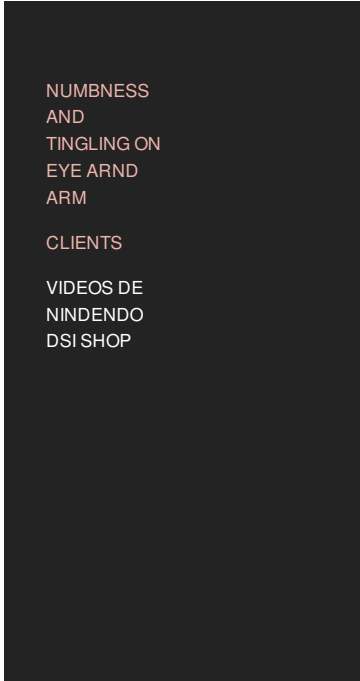 NUMBNESS
AND
TINGLING ON
EYE ARND
ARM
CLIENTS
VIDEOS DE
NINDENDO
DSI SHOP